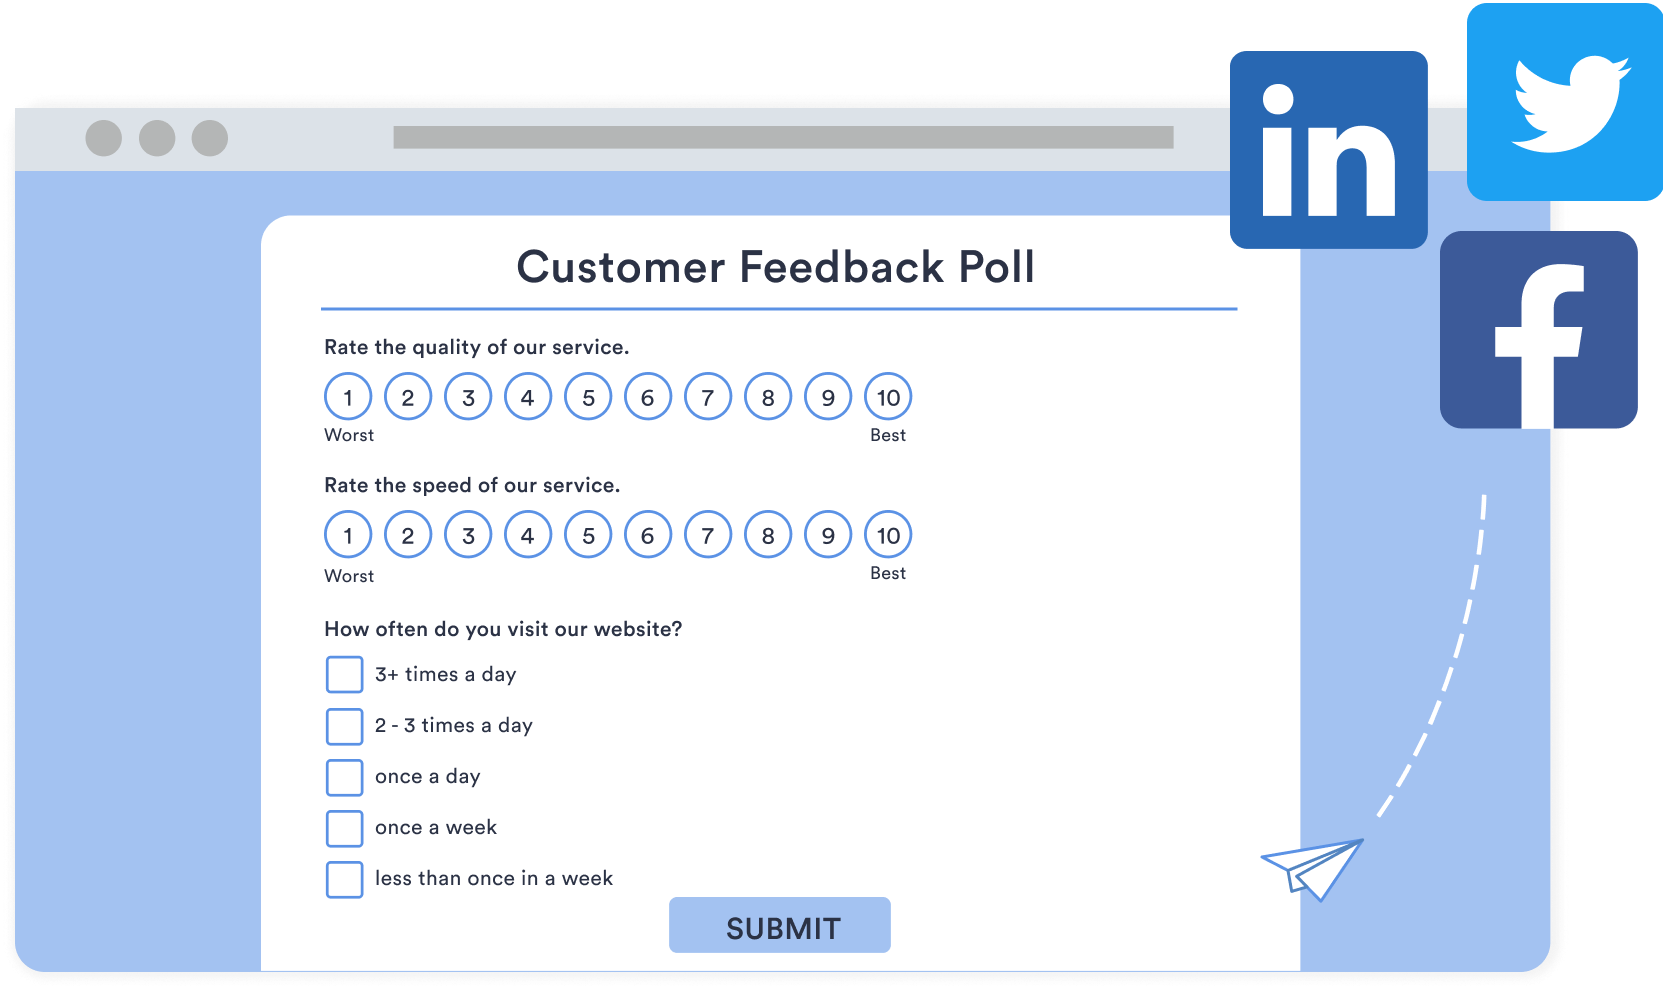 in
f
Customer Feedback Poll
Rate the quality of our service.
1 2 3 4 5 6 7 8 9 10
Worst Best
Rate the speed of our service.
1 2 3 4 5 6 7 8 9 10
Worst Best
How often do you visit our website?
3+ times a day
2 - 3 times a day
once a day
once a week
less than once in a week
SUBMIT